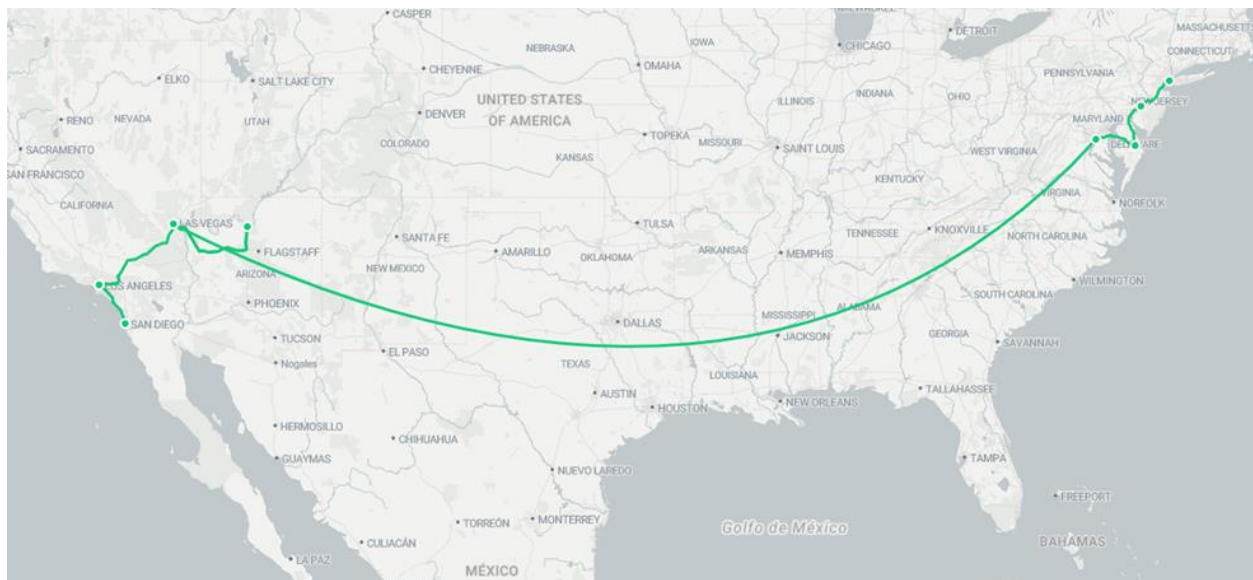 CASPER
MILWAUKEE
DETROIT
MASSACHUSETTS
IOWA
NEBRASKA
CHICAGO
CONNECTICUT
ELKO
SALT LAKE CITY
CHEYENNE
OMAHA
PENNSYLVANIA
UNITED STATES
OF AMERICA
ILLINOIS
INDIANA
OHIO
NEW JERSEY
RENO
NEVADA
UTAH
DENVER
MARYLAND
SACRAMENTO
COLORADO
TOPEKA
MISSOURI
SAINT LOUIS
WEST VIRGINIA
DELAWARE
SAN FRANCISCO
KANSAS
KENTUCKY
VIRGINIA
CALIFORNIA
NORFOLK
LAS VEGAS
TULSA
TENNESSEE
KNOXVILLE
SANTA FE
NORTH CAROLINA
FLAGSTAFF
AMARILLO
OKLAHOMA
ARKANSAS
MEMPHIS
ARIZONA
NEW MEXICO
WILMINGTON
LOS ANGELES
SOUTH CAROLINA
PHOENIX
ALABAMA
MISSISSIPPI
SAN DIEGO
DALLAS
GEORGIA
TUCSON
JACKSON
SAVANNAH
EL PASO
Nogales
TEXAS
LOUISIANA
TALLAHASSEE
AUSTIN
HOUSTON
NEW ORLEANS
HERMOSILLO
CHIHUAHUA
GUAYMAS
TAMPA
NUEVO LAREDO
FREEPORT
TORREÓN
MONTERREY
Golfo de México
CULIACÁN
BAHAMAS
LA PAZ
MÉXICO